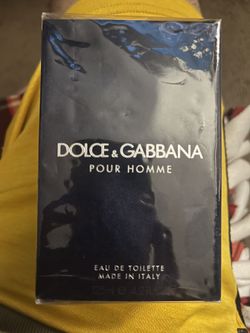 DOLCE & GABBANA
POUR HOMME
EAU DE TOILETTE
MADE IN ITALY